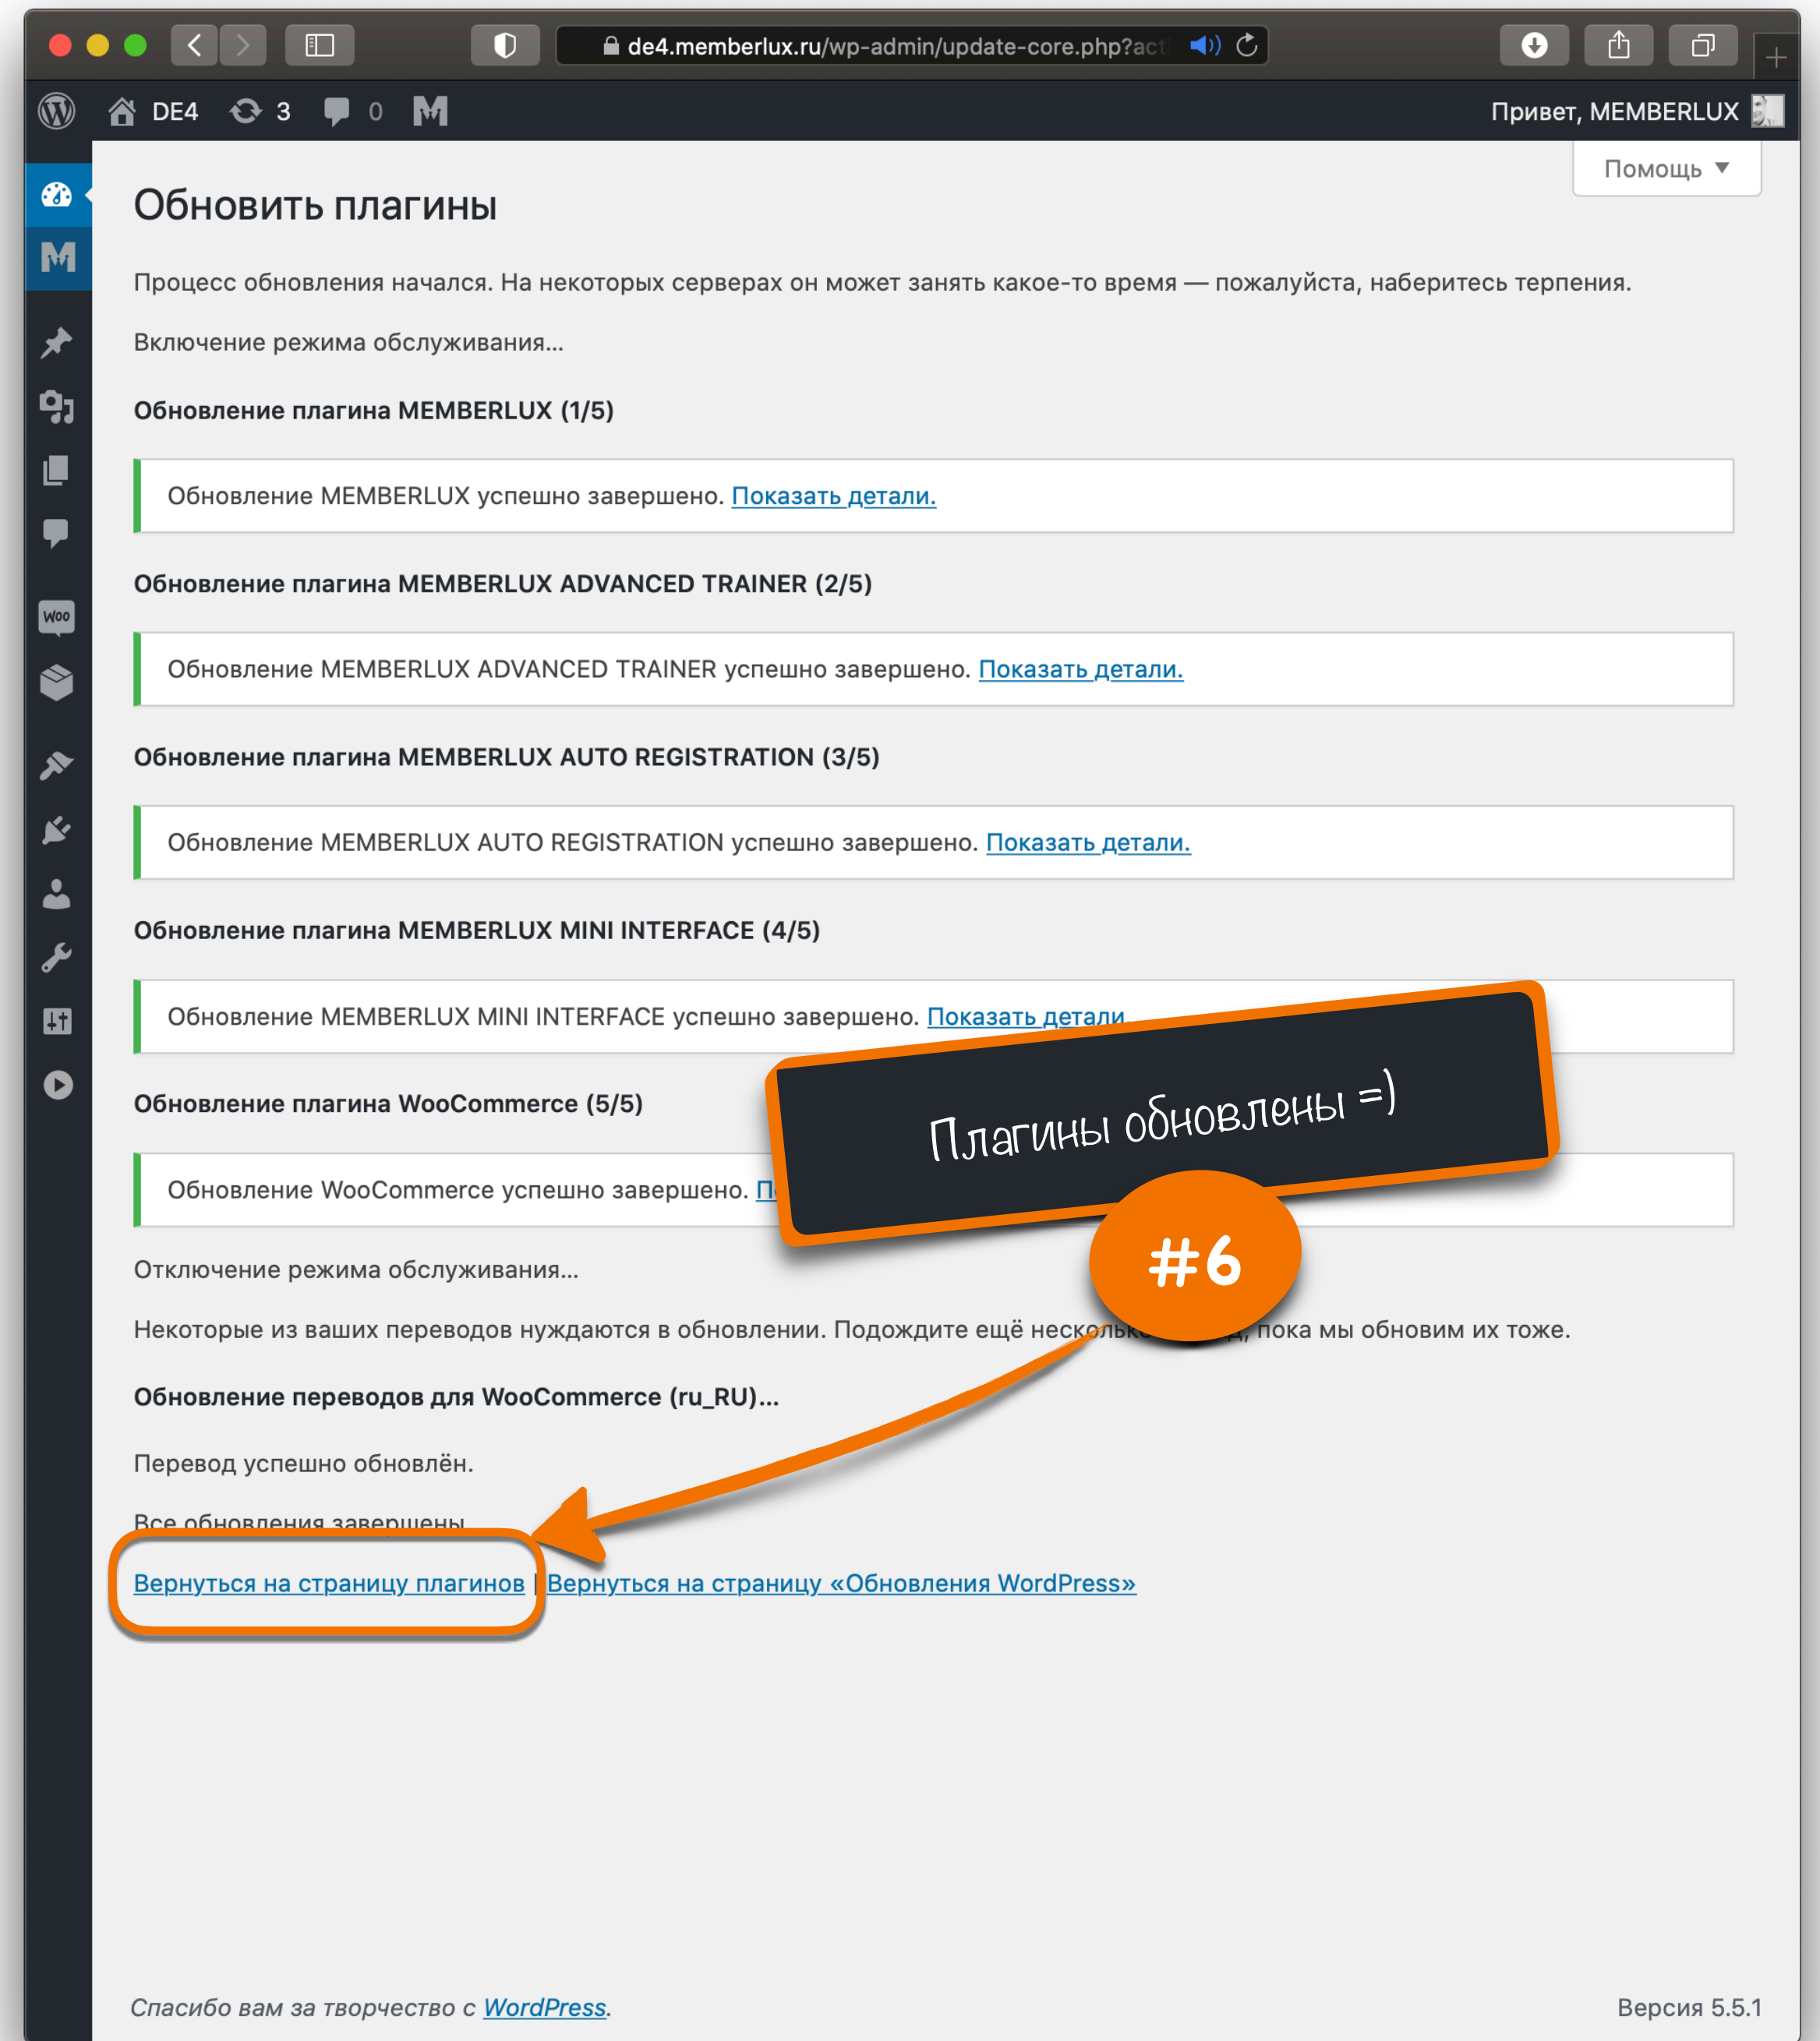 de4.memberlux.ru/wp-admin/update-core.php?acti
DE4 3 0 Привет, MEMBERLUX
Помощь ▼
Обновить плагины
Процесс обновления начался. На некоторых серверах он может занять какое-то время — пожалуйста, наберитесь терпения.
Включение режима обслуживания...
Обновление плагина MEMBERLUX (1/5)
Обновление MEMBERLUX успешно завершено. Показать детали.
Обновление плагина MEMBERLUX ADVANCED TRAINER (2/5)
Woo
Обновление MEMBERLUX ADVANCED TRAINER успешно завершено. Показать детали.
Обновление плагина MEMBERLUX AUTO REGISTRATION (3/5)
Обновление MEMBERLUX AUTO REGISTRATION успешно завершено. Показать детали.
Обновление плагина MEMBERLUX MINI INTERFACE (4/5)
Обновление MEMBERLUX MINI INTERFACE успешно завершено. Показать детали
Обновление плагина WooCommerce (5/5)
Плагины обновлены =)
Обновление WooCommerce успешно завершено.
#6
Отключение режима обслуживания...
Некоторые из ваших переводов нуждаются в обновлении. Подождите ещё пока мы обновим их тоже.
Обновление переводов для WooCommerce (ru_RU)...
Перевод успешно обновлён.
Все обновления завершены
Вернуться на страницу плагинов | Вернуться на страницу «Обновления WordPress»
Спасибо вам за творчество с WordPress.
Версия 5.5.1